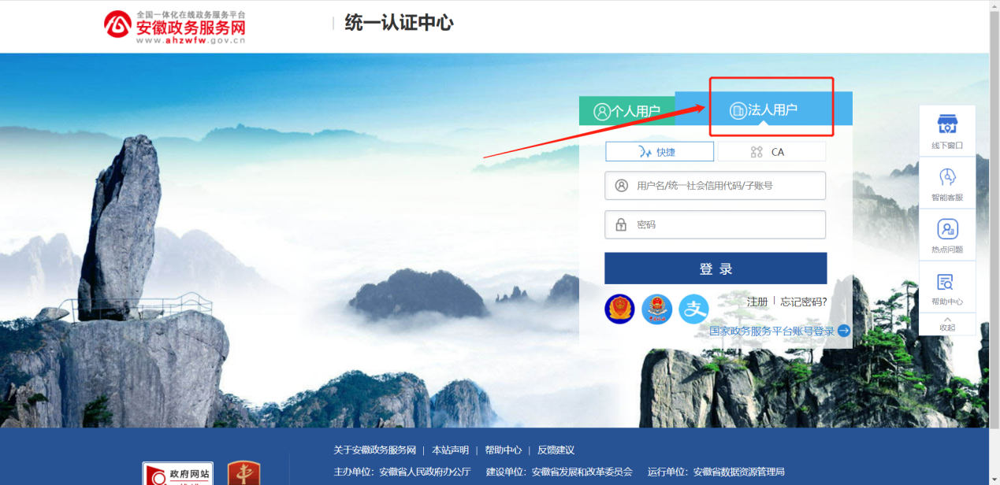 全国一体化在线政务服务平台
安徽政务服务网
www.ahzwfw.gov.cn
统一认证中心
个人用户
法人用户
快捷
CA
用户名/统一社会信用代码/子账号
密码
登 录
注册 | 忘记密码?
国家政务服务平台账号登录
线下窗口
智能客服
热点问题
帮助中心
收起
关于安徽政务服务网 | 本站声明 | 帮助中心 | 反馈建议
主办单位：安徽省人民政府办公厅 建设单位：安徽省发展和改革委员会 运行单位：安徽省数据资源管理局
政府网站